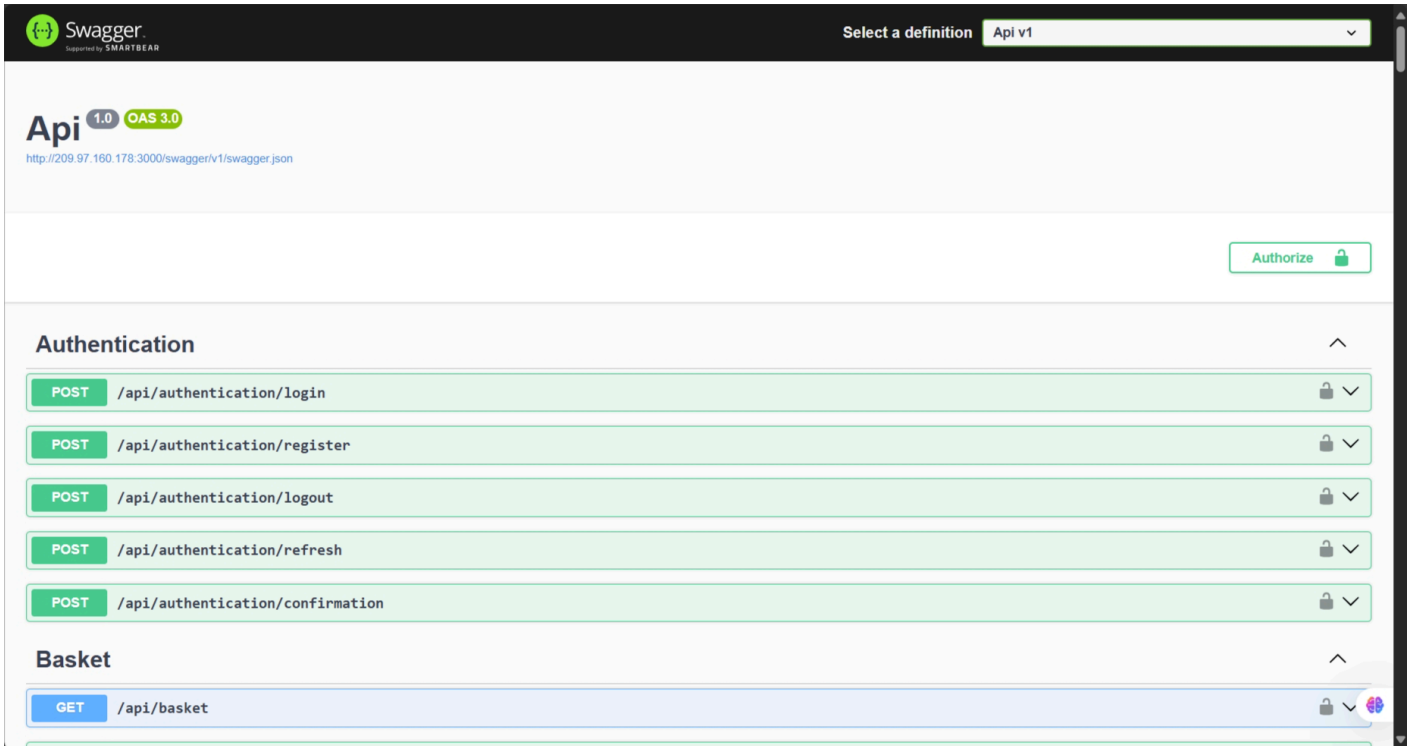 Swagger.
Supported by SMARTBEAR
Select a definition
Api v1
Api 1.0 OAS 3.0
http://209.97.160.178:3000/swagger/v1/swagger.json
Authorize
Authentication
POST /api/authentication/login
POST /api/authentication/register
POST /api/authentication/logout
POST /api/authentication/refresh
POST /api/authentication/confirmation
Basket
GET /api/basket